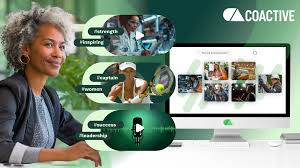 COACTIVE
#strength
#inspiring
#captain
#women
#success
#leadership